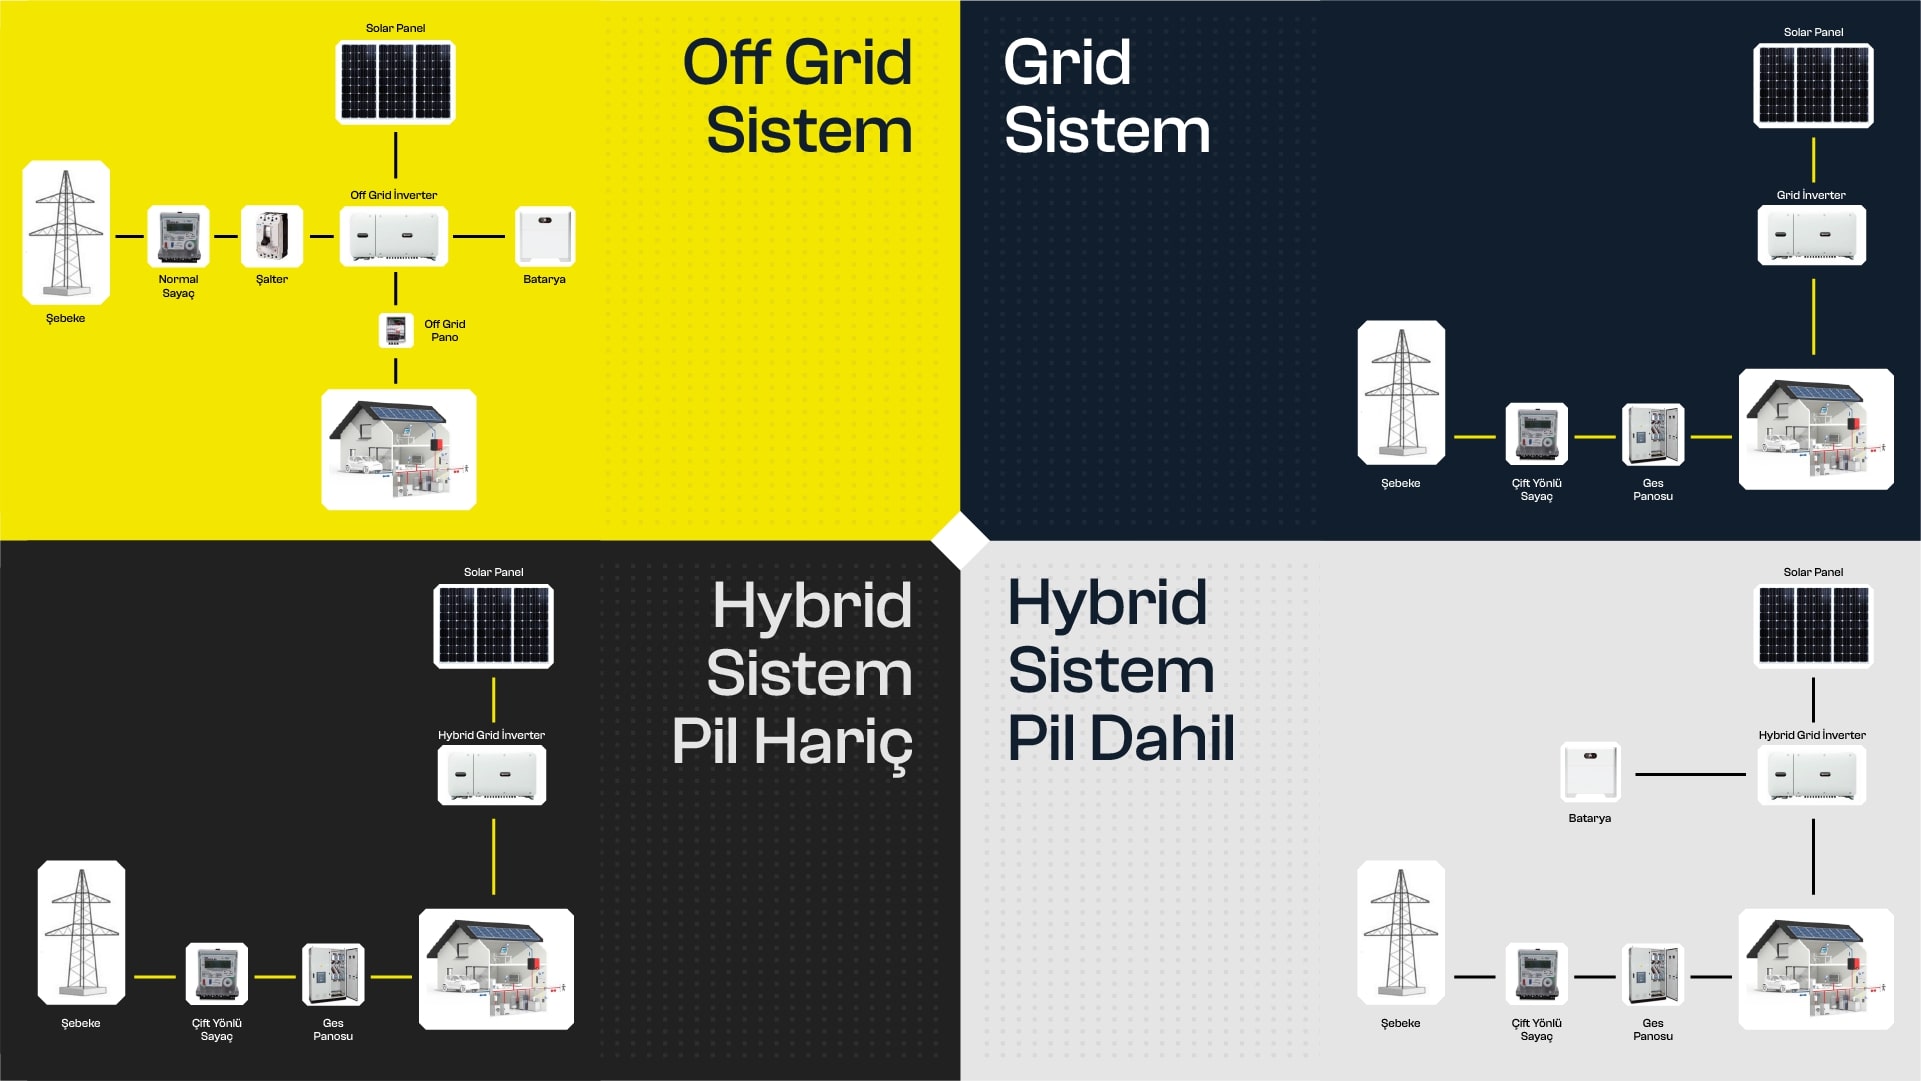 Off Grid
Sistem
Solar Panel
Off Grid İnverter
Normal
Sayaç
Şalter
Batarya
Şebeke
Off Grid
Pano
Grid
Sistem
Solar Panel
Grid İnverter
Şebeke
Çift Yönlü
Sayaç
Ges
Panosu
Hybrid
Sistem
Pil Hariç
Solar Panel
Hybrid Grid İnverter
Şebeke
Çift Yönlü
Sayaç
Ges
Panosu
Hybrid
Sistem
Pil Dahil
Solar Panel
Hybrid Grid İnverter
Batarya
Şebeke
Çift Yönlü
Sayaç
Ges
Panosu